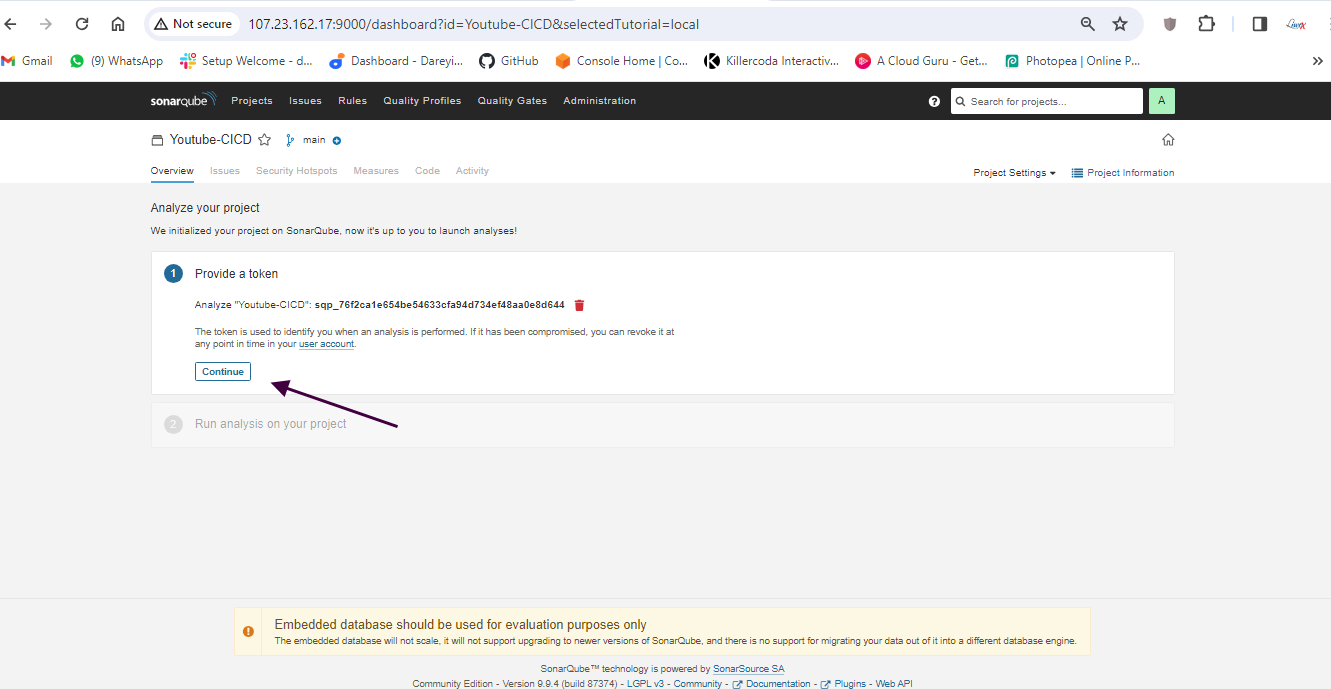 Not secure 107.23.162.17:9000/dashboard?id=Youtube-CICD&selectedTutorial=local
Gmail (9) WhatsApp Setup Welcome - d... Dashboard - Dareyi... GitHub Console Home | Co... Killercoda Interactiv... A Cloud Guru - Get... Photopea | Online P... »
sonarqube Projects Issues Rules Quality Profiles Quality Gates Administration ? Search for projects... A
Youtube-CICD main
Overview Issues Security Hotspots Measures Code Activity Project Settings Project Information
Analyze your project
We initialized your project on SonarQube, now it's up to you to launch analyses!
1 Provide a token
Analyze "Youtube-CICD": sqp_76f2ca1e654be54633cfa94d734ef48aa0e8d644
The token is used to identify you when an analysis is performed. If it has been compromised, you can revoke it at
any point in time in your user account.
Continue
2 Run analysis on your project
Embedded database should be used for evaluation purposes only
The embedded database will not scale, it will not support upgrading to newer versions of SonarQube, and there is no support for migrating your data out of it into a different database engine.
SonarQube™ technology is powered by SonarSource SA
Community Edition - Version 9.9.4 (build 87374) - LGPL v3 - Community - Documentation - Plugins - Web API